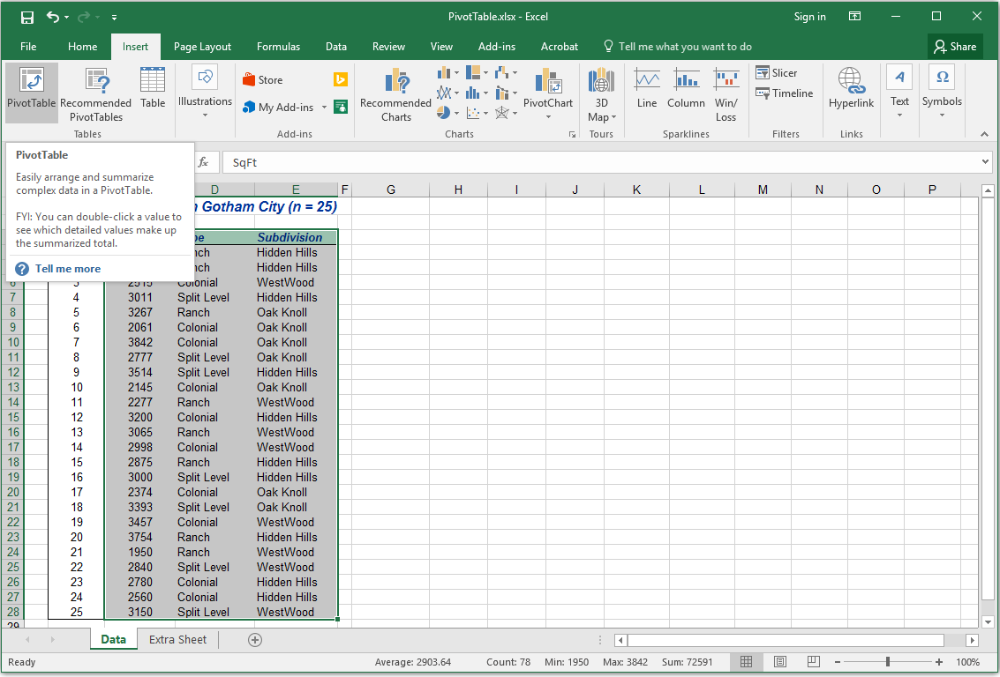 PivotTable.xlsx - Excel
Sign in
File Home Insert Page Layout Formulas Data Review View Add-ins Acrobat Tell me what you want to do Share
PivotTable
Recommended
PivotTables
Table
Illustrations
Store
My Add-ins
Recommended
Charts
PivotChart
3D
Map
Line
Column
Win/
Loss
Slicer
Timeline
Hyperlink
Text
Symbols
Tables Add-ins Charts Tours Sparklines Filters Links
PivotTable
Easily arrange and summarize
complex data in a PivotTable.
FYI: You can double-click a value to
see which detailed values make up
the summarized total.
Tell me more
fx SqFt
D E F G H I J K L M N O P
Gotham City (n = 25)
Subdivision
Hidden Hills
Hidden Hills
6 3 2515 Colonial WestWood
7 4 3011 Split Level Hidden Hills
8 5 3267 Ranch Oak Knoll
9 6 2061 Colonial Oak Knoll
10 7 3842 Colonial Oak Knoll
11 8 2777 Split Level Oak Knoll
12 9 3514 Split Level Hidden Hills
13 10 2145 Colonial Oak Knoll
14 11 2277 Ranch WestWood
15 12 3200 Colonial Hidden Hills
16 13 3065 Ranch WestWood
17 14 2998 Colonial WestWood
18 15 2875 Ranch Hidden Hills
19 16 3000 Split Level Hidden Hills
20 17 2374 Colonial Oak Knoll
21 18 3393 Split Level Oak Knoll
22 19 3457 Colonial WestWood
23 20 3754 Ranch Hidden Hills
24 21 1950 Ranch WestWood
25 22 2840 Split Level WestWood
26 23 2780 Colonial Hidden Hills
27 24 2560 Colonial Hidden Hills
28 25 3150 Split Level WestWood
29
Data Extra Sheet
Ready Average: 2903.64 Count: 78 Min: 1950 Max: 3842 Sum: 72591 100%